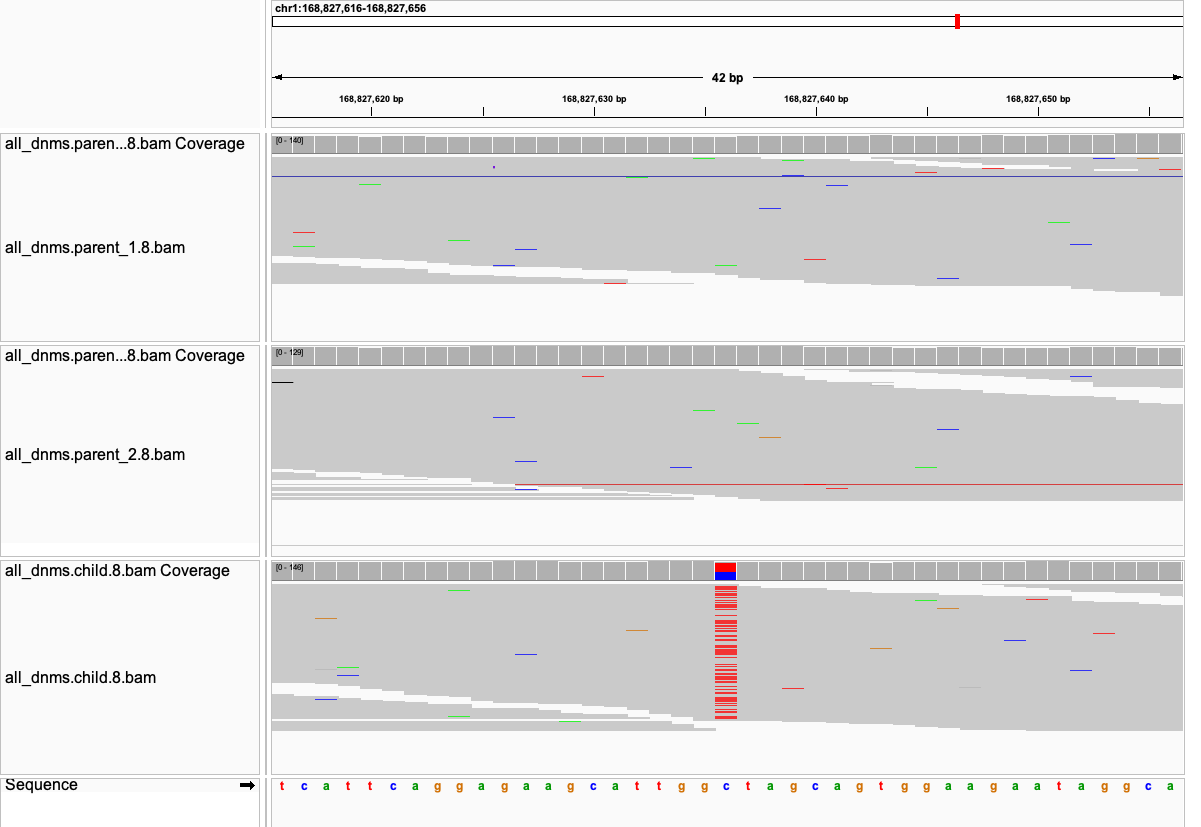 chr1:168,827,616-168,827,656
42 bp
168,827,620 bp 168,827,630 bp 168,827,640 bp 168,827,650 bp
all_dnms.paren...8.bam Coverage [0 - 140]
all_dnms.parent_1.8.bam
all_dnms.paren...8.bam Coverage [0 - 129]
all_dnms.parent_2.8.bam
all_dnms.child.8.bam Coverage [0 - 146]
all_dnms.child.8.bam
Sequence t c a t t c a g g a g a a g c a t t g g c t a g c a g t g g a a g a a t a g g c a